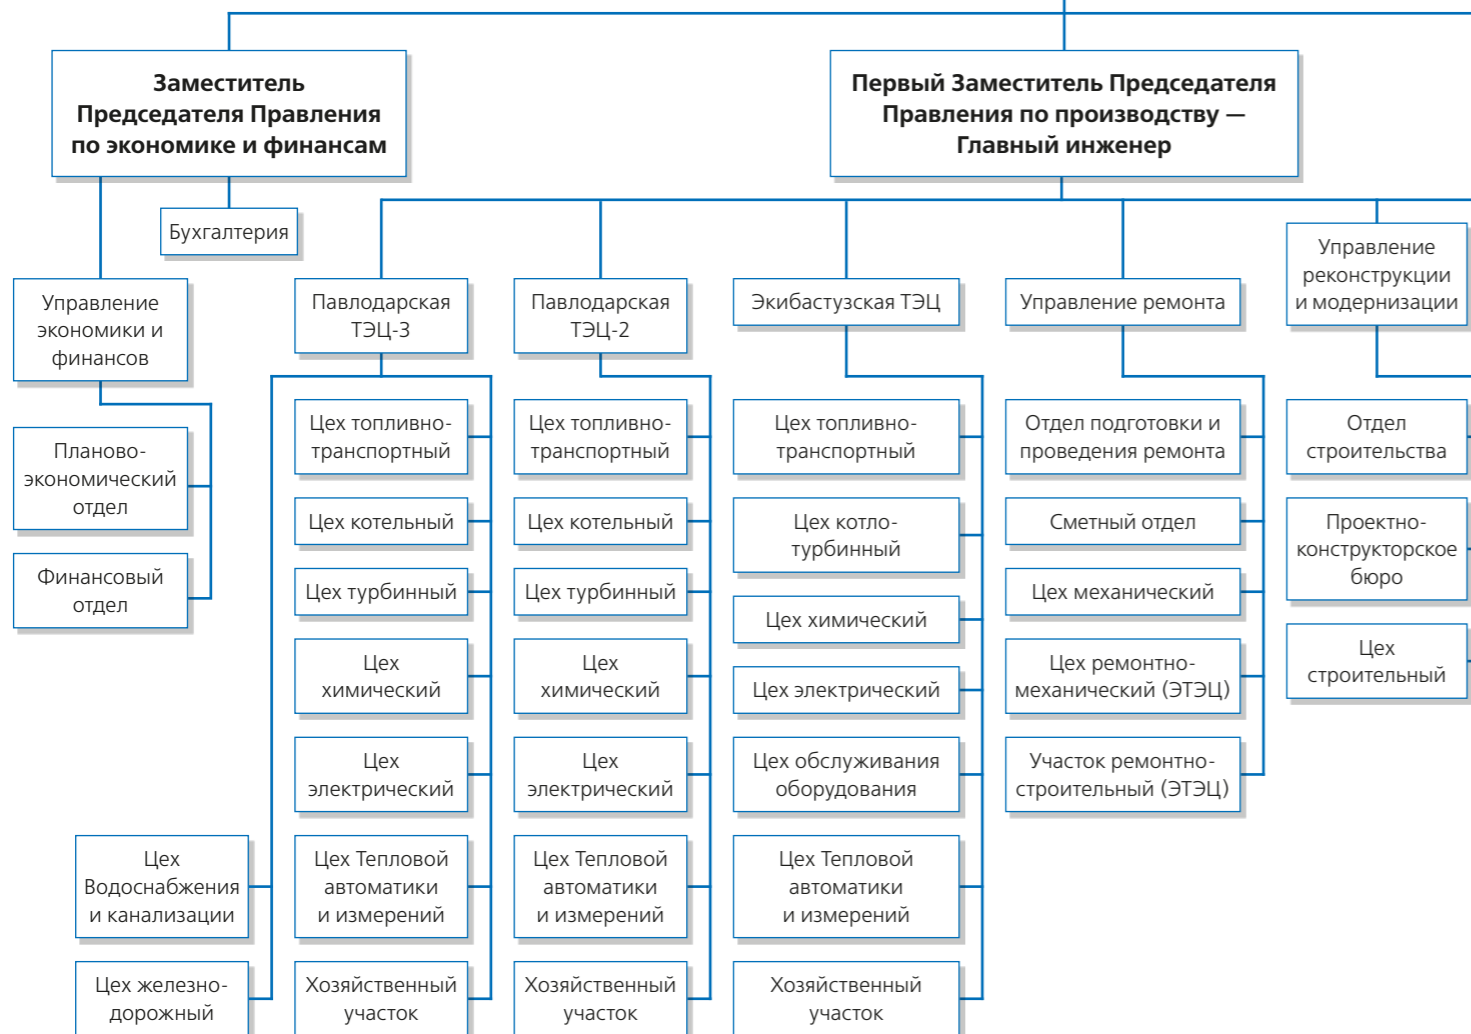 Заместитель
Председателя Правления
по экономике и финансам
Первый Заместитель Председателя
Правления по производству —
Главный инженер
Бухгалтерия
Управление
экономики и
финансов
Планово-
экономический
отдел
Финансовый
отдел
Павлодарская
ТЭЦ-3
Цех топливно-
транспортный
Цех котельный
Цех турбинный
Цех
химический
Цех
электрический
Цех Тепловой
автоматики
и измерений
Хозяйственный
участок
Цех
Водоснабжения
и канализации
Цех железно-
дорожный
Павлодарская
ТЭЦ-2
Цех топливно-
транспортный
Цех котельный
Цех турбинный
Цех
химический
Цех
электрический
Цех Тепловой
автоматики
и измерений
Хозяйственный
участок
Экибастузская ТЭЦ
Цех топливно-
транспортный
Цех котло-
турбинный
Цех химический
Цех электрический
Цех обслуживания
оборудования
Цех Тепловой
автоматики
и измерений
Хозяйственный
участок
Управление ремонта
Отдел подготовки и
проведения ремонта
Сметный отдел
Цех механический
Цех ремонтно-
механический (ЭТЭЦ)
Участок ремонтно-
строительный (ЭТЭЦ)
Управление
реконструкции
и модернизации
Отдел
строительства
Проектно-
конструкторское
бюро
Цех
строительный